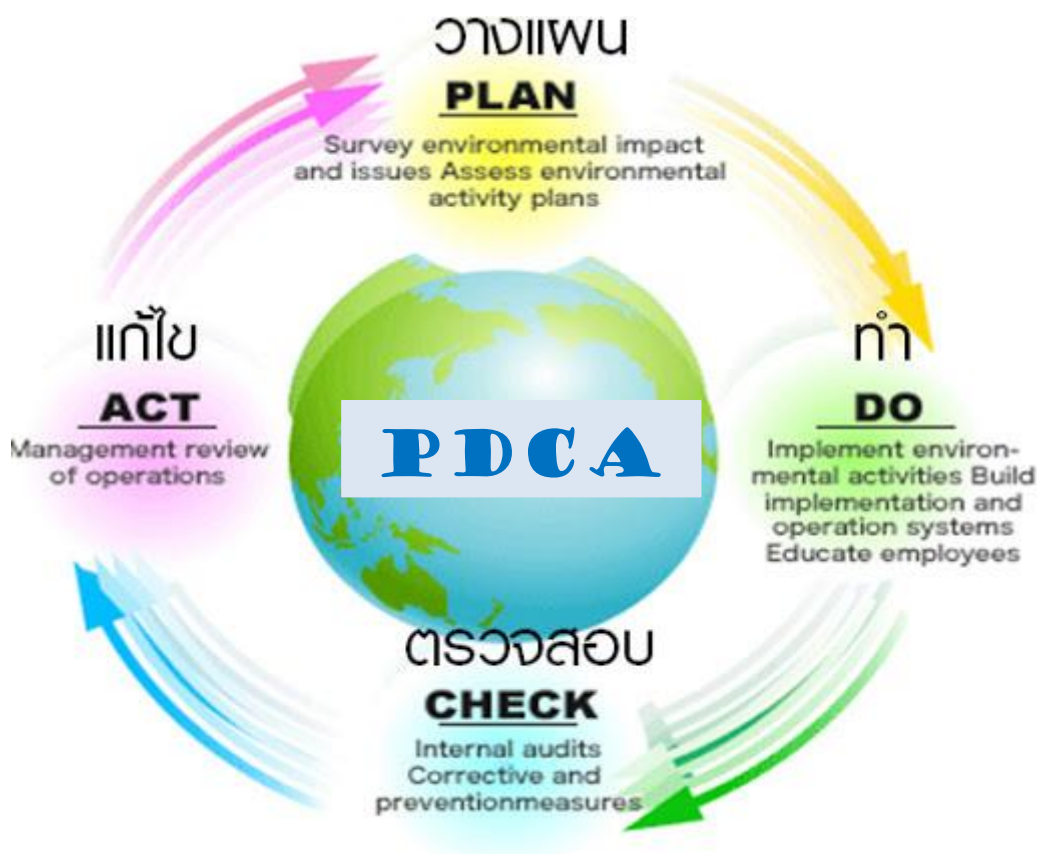 วางแผน
PLAN
Survey environmental impact
and issues Assess environmental
activity plans
ทำ
DO
Implement environ-
mental activities Build
implementation and
operation systems
Educate employees
ตรวจสอบ
CHECK
Internal audits
Corrective and
preventionmeasures
แก้ไข
ACT
Management review
of operations
PDCA